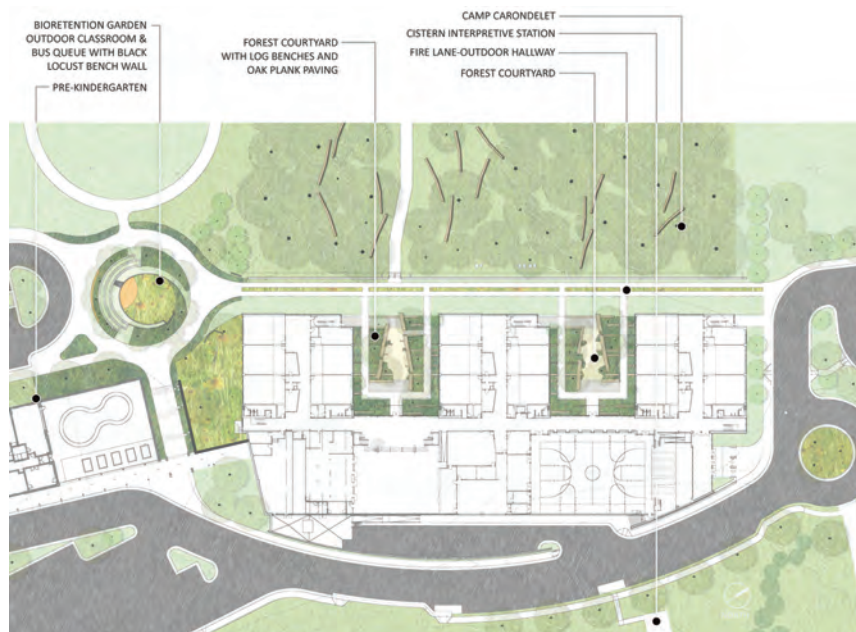 BIORETENTION GARDEN
OUTDOOR CLASSROOM &
BUS QUEUE WITH BLACK
LOCUST BENCH WALL
PRE-KINDERGARTEN
FOREST COURTYARD
WITH LOG BENCHES AND
OAK PLANK PAVING
CAMP CARONDELET
CISTERN INTERPRETIVE STATION
FIRE LANE-OUTDOOR HALLWAY
FOREST COURTYARD